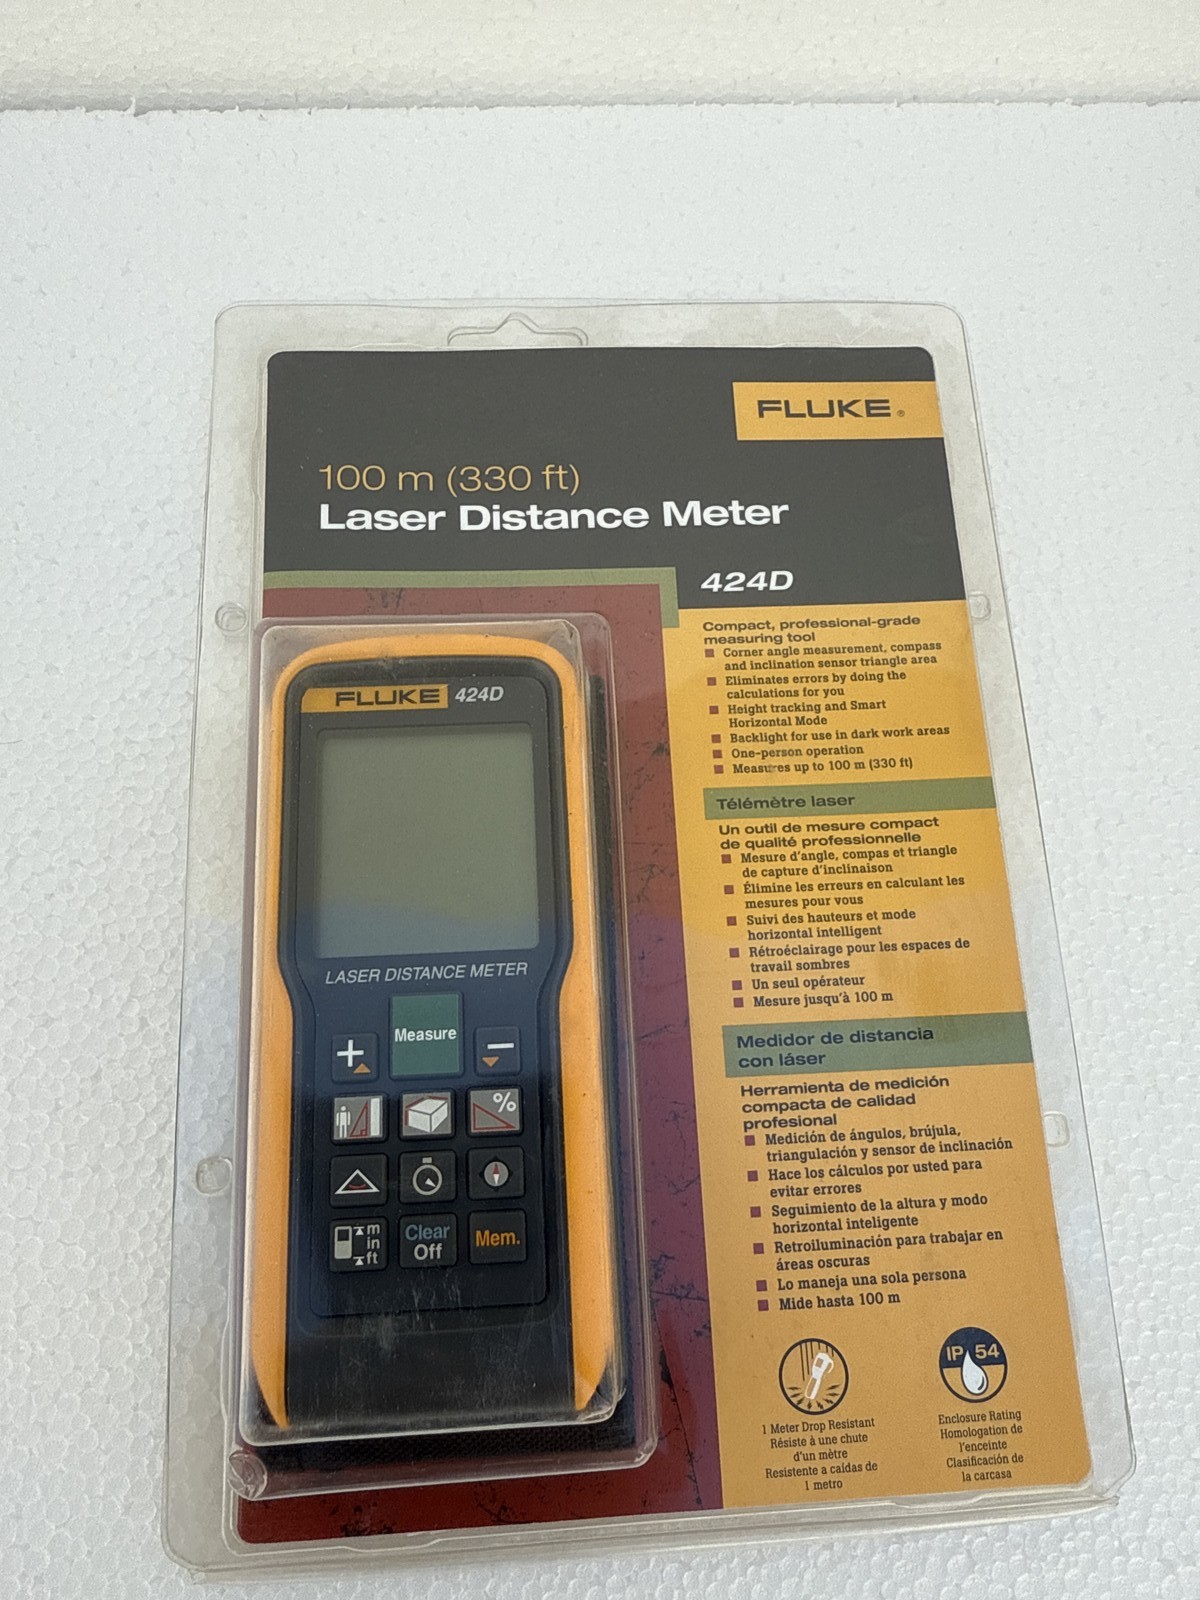 FLUKE®
100 m (330 ft)
Laser Distance Meter
424D
Compact, professional-grade
measuring tool
Corner angle measurement, compass
and inclination sensor triangle area
Eliminates errors by doing the
calculations for you
Height tracking and Smart
Horizontal Mode
Backlight for use in dark work areas
One-person operation
Measures up to 100 m (330 ft)
Télémètre laser
Un outil de mesure compact
de qualité professionnelle
Mesure d'angle, compas et triangle
de capture d'inclinaison
Élimine les erreurs en calculant les
mesures pour vous
Suivi des hauteurs et mode
horizontal intelligent
Rétroéclairage pour les espaces de
travail sombres
Un seul opérateur
Mesure jusqu'à 100 m
Medidor de distancia
con láser
Herramienta de medición
compacta de calidad
profesional
Medición de ángulos, brújula,
triangulación y sensor de inclinación
Hace los cálculos por usted para
evitar errores
Seguimiento de la altura y modo
horizontal inteligente
Retroiluminación para trabajar en
áreas oscuras
Lo maneja una sola persona
Mide hasta 100 m
1 Meter Drop Resistant
Résiste à une chute
d'un mètre
Resistente a caídas de
1 metro
IP 54
Enclosure Rating
Homologation de
l'enceinte
Clasificación de
la carcasa
FLUKE 424D
LASER DISTANCE METER
+ Measure −
%
m
in
ft
Clear
Off
Mem.